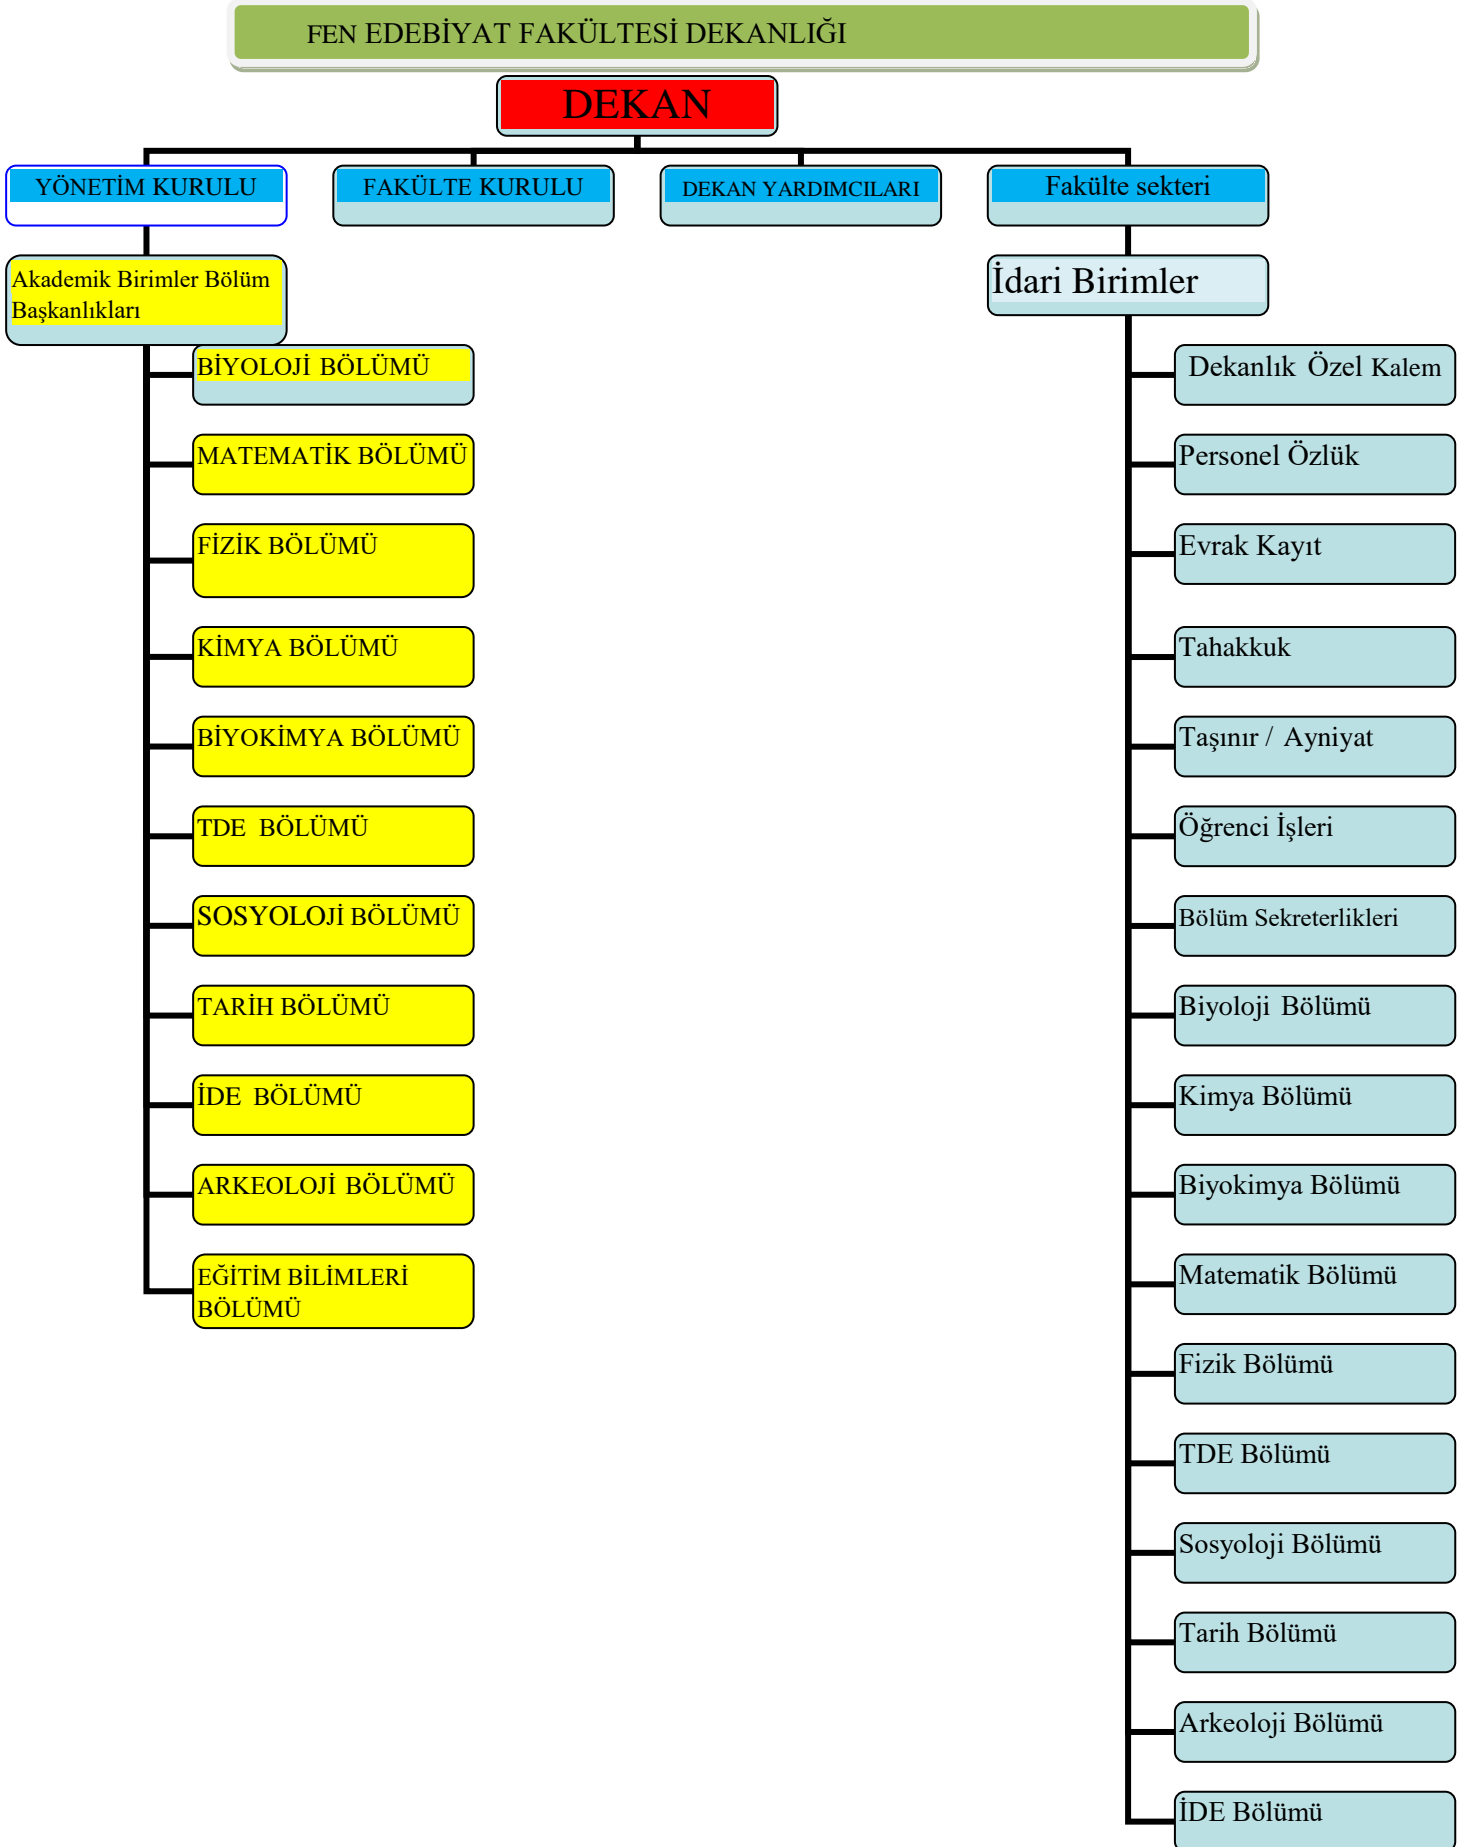 FEN EDEBİYAT FAKÜLTESİ DEKANLIĞI
DEKAN
YÖNETİM KURULU
FAKÜLTE KURULU
DEKAN YARDIMCILARI
Fakülte sekteri
Akademik Birimler Bölüm
Başkanlıkları
BİYOLOJİ BÖLÜMÜ
MATEMATİK BÖLÜMÜ
FİZİK BÖLÜMÜ
KİMYA BÖLÜMÜ
BİYOKİMYA BÖLÜMÜ
TDE BÖLÜMÜ
SOSYOLOJİ BÖLÜMÜ
TARİH BÖLÜMÜ
İDE BÖLÜMÜ
ARKEOLOJİ BÖLÜMÜ
EĞİTİM BİLİMLERİ
BÖLÜMÜ
İdari Birimler
Dekanlık Özel Kalem
Personel Özlük
Evrak Kayıt
Tahakkuk
Taşınır / Ayniyat
Öğrenci İşleri
Bölüm Sekreterlikleri
Biyoloji Bölümü
Kimya Bölümü
Biyokimya Bölümü
Matematik Bölümü
Fizik Bölümü
TDE Bölümü
Sosyoloji Bölümü
Tarih Bölümü
Arkeoloji Bölümü
İDE Bölümü